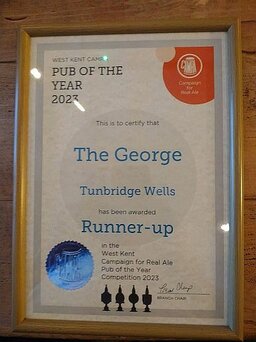 WEST KENT CAMRA
PUB OF THE
YEAR
2023
Campaign
for
Real Ale
This is to certify that
The George
Tunbridge Wells
has been awarded
Runner-up
in the
West Kent
Campaign for Real Ale
Pub of the Year
Competition 2023
BRANCH CHAIR